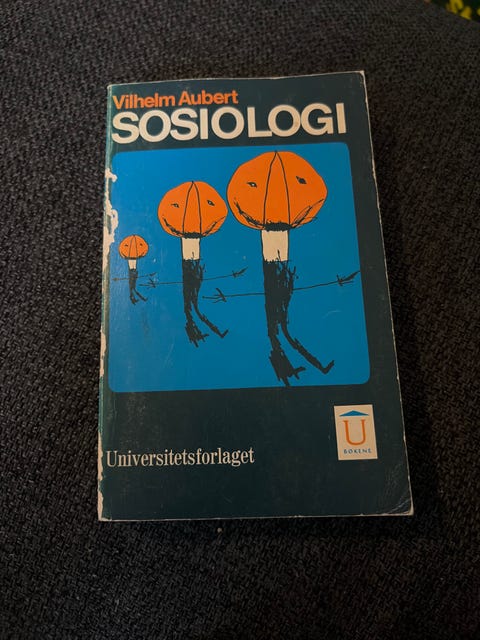 Vilhelm Aubert
SOSIOLOGI
U
BØKENE
Universitetsforlaget